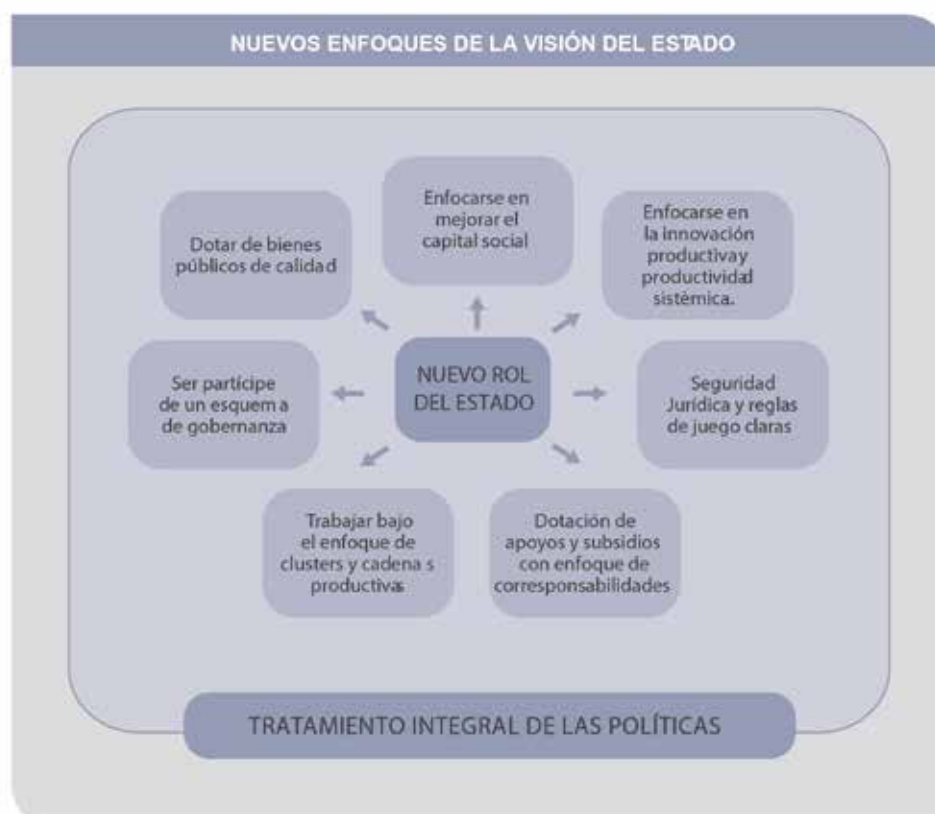 NUEVOS ENFOQUES DE LA VISIÓN DEL ESTADO
Enfocarse en
mejorar el
capital social
Dotar de bienes
públicos de calidad
Enfocarse en
la innovación
productiva y
productividad
sistémica.
NUEVO ROL
DEL ESTADO
Ser partícipe
de un esquema
de gobernanza
Seguridad
Jurídica y reglas
de juego claras
Trabajar bajo
el enfoque de
clusters y cadenas
productivas
Dotación de
apoyos y subsidios
con enfoque de
corresponsabilidades
TRATAMIENTO INTEGRAL DE LAS POLÍTICAS